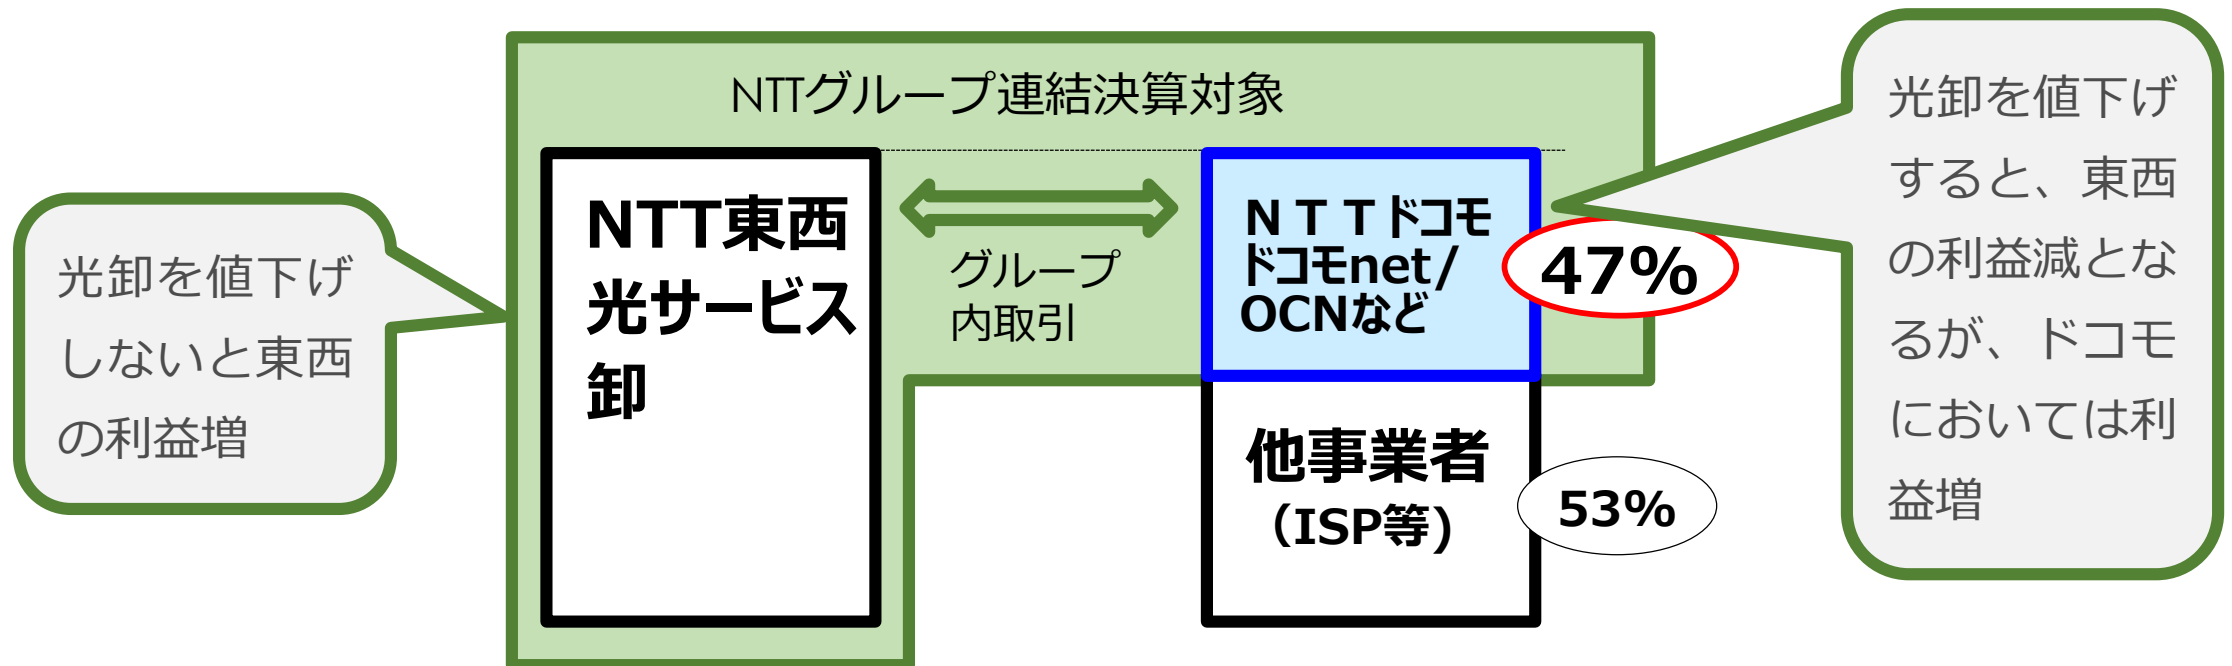 NTTグループ連結決算対象
光卸を値下げ
しないと東西
の利益増
NTT東西
光サービス
卸
グループ
内取引
ＮＴＴドコモ
ドコモnet/
OCNなど
47%
他事業者
（ISP等)
53%
光卸を値下げ
すると、東西
の利益減とな
るが、ドコモ
においては利
益増